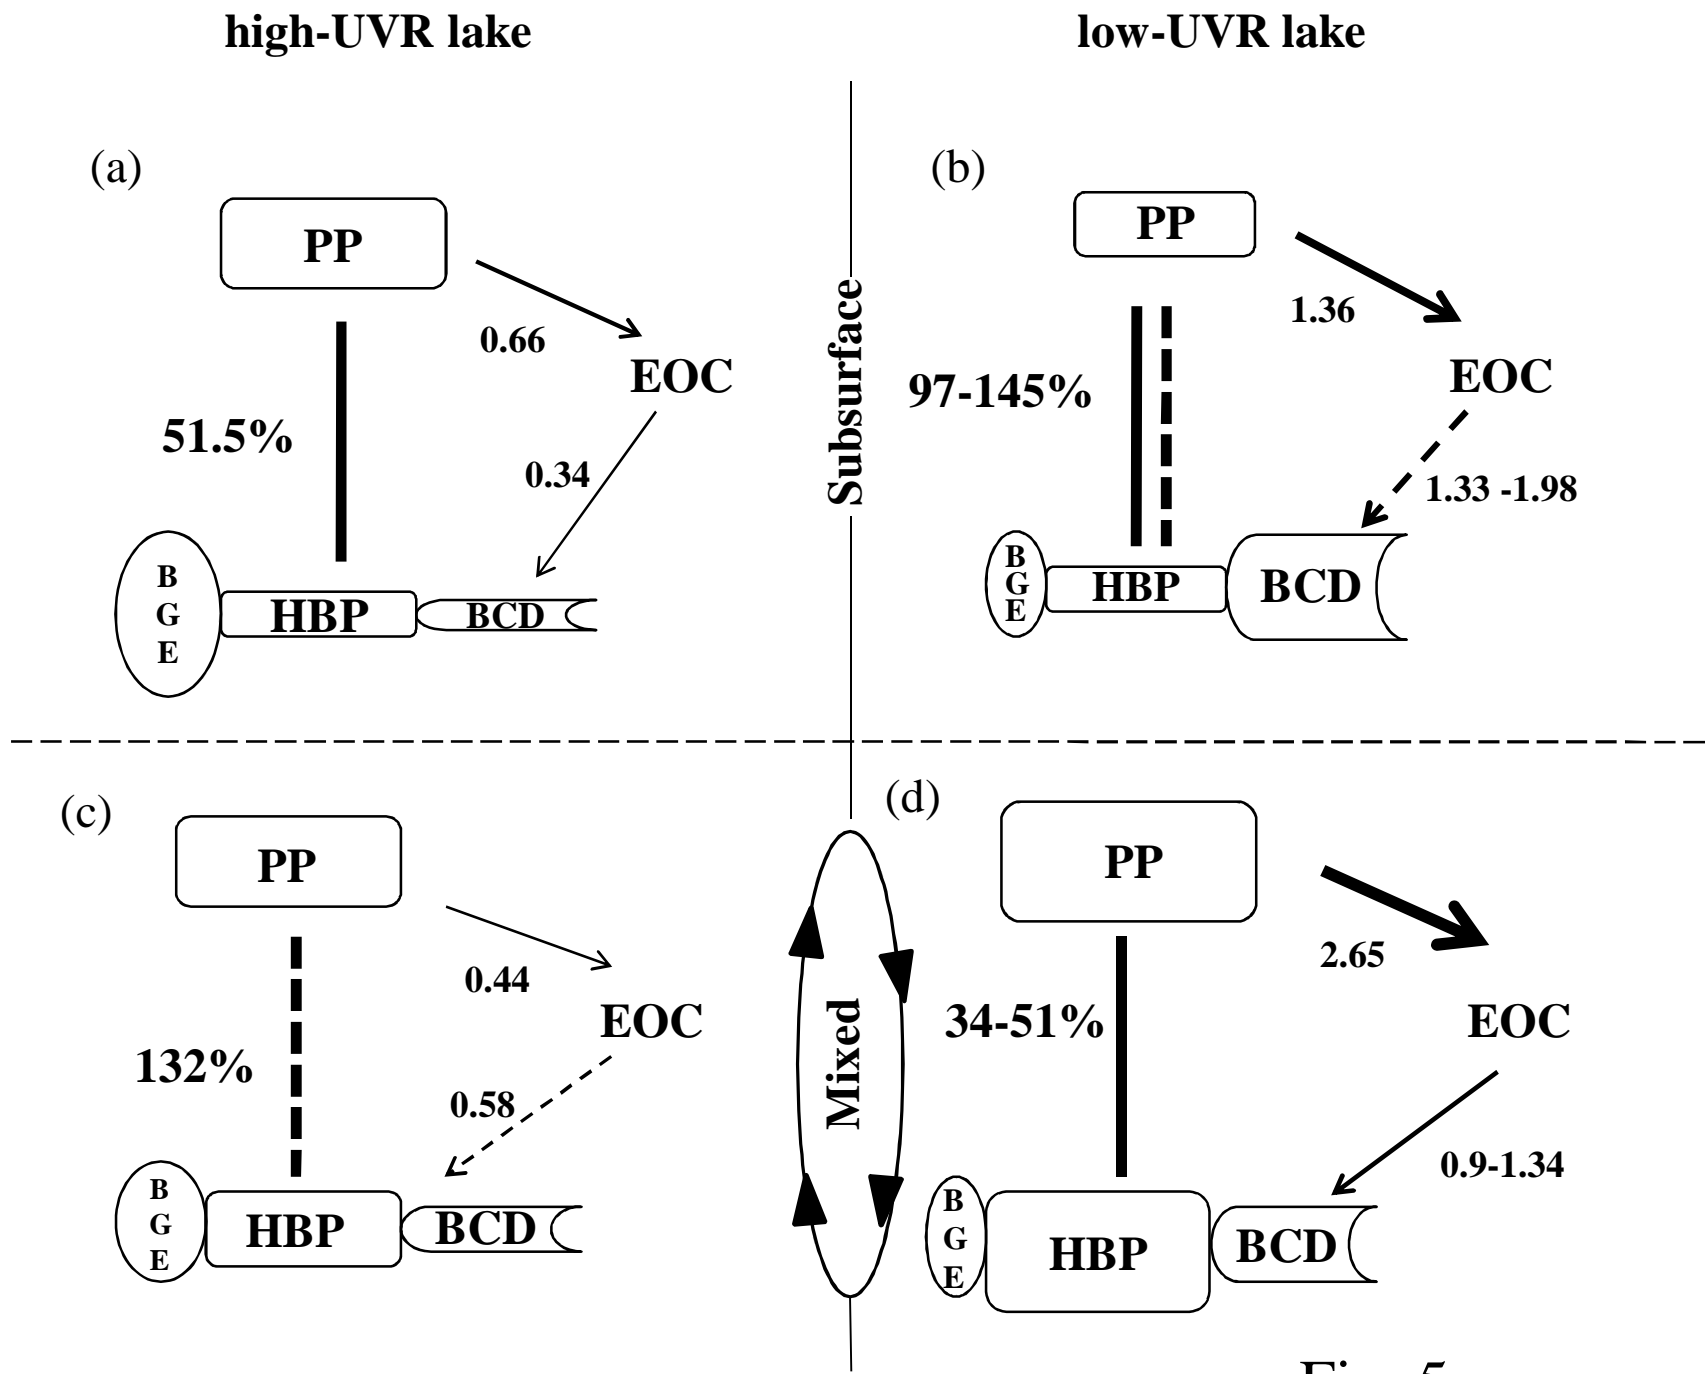 high-UVR lake
low-UVR lake
(a)
PP
0.66
EOC
51.5%
0.34
B
G
E
HBP
BCD
Subsurface
(b)
PP
1.36
EOC
97-145%
1.33 -1.98
B
G
E
HBP
BCD
(c)
PP
0.44
EOC
132%
0.58
B
G
E
HBP
BCD
Mixed
(d)
PP
2.65
EOC
34-51%
0.9-1.34
B
G
E
HBP
BCD